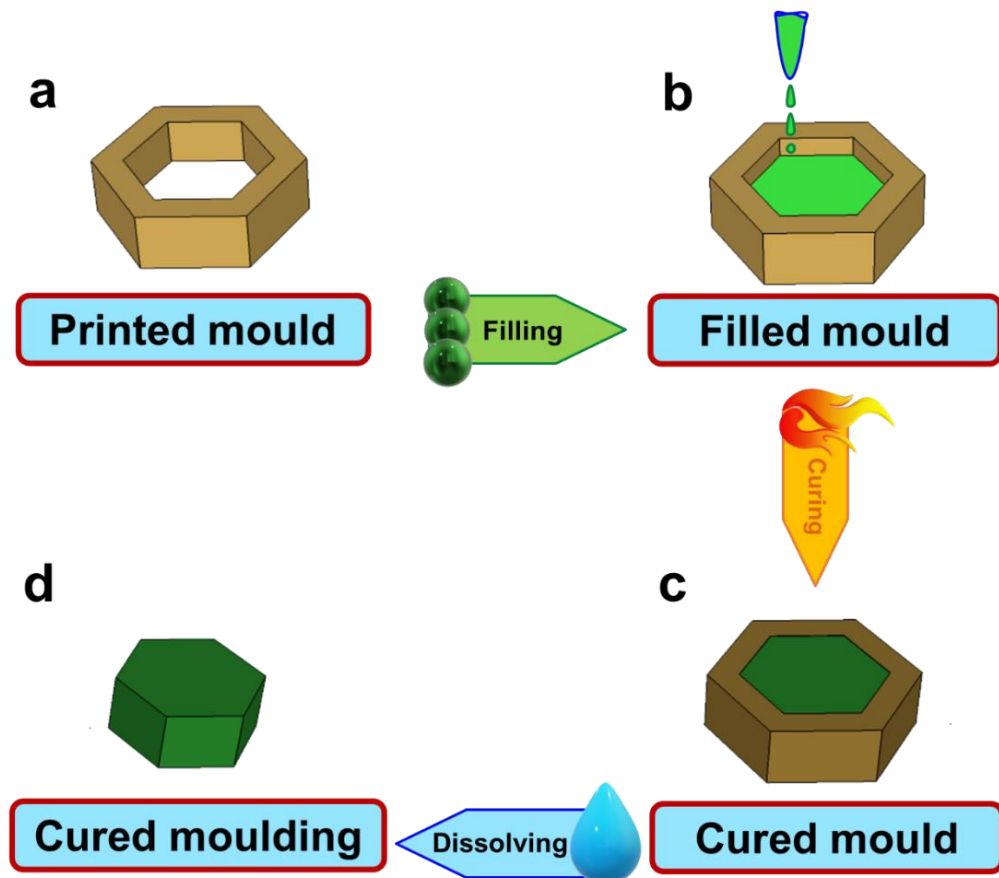 a
b
Printed mould
Filling
Filled mould
Curing
d
c
Cured moulding
Dissolving
Cured mould